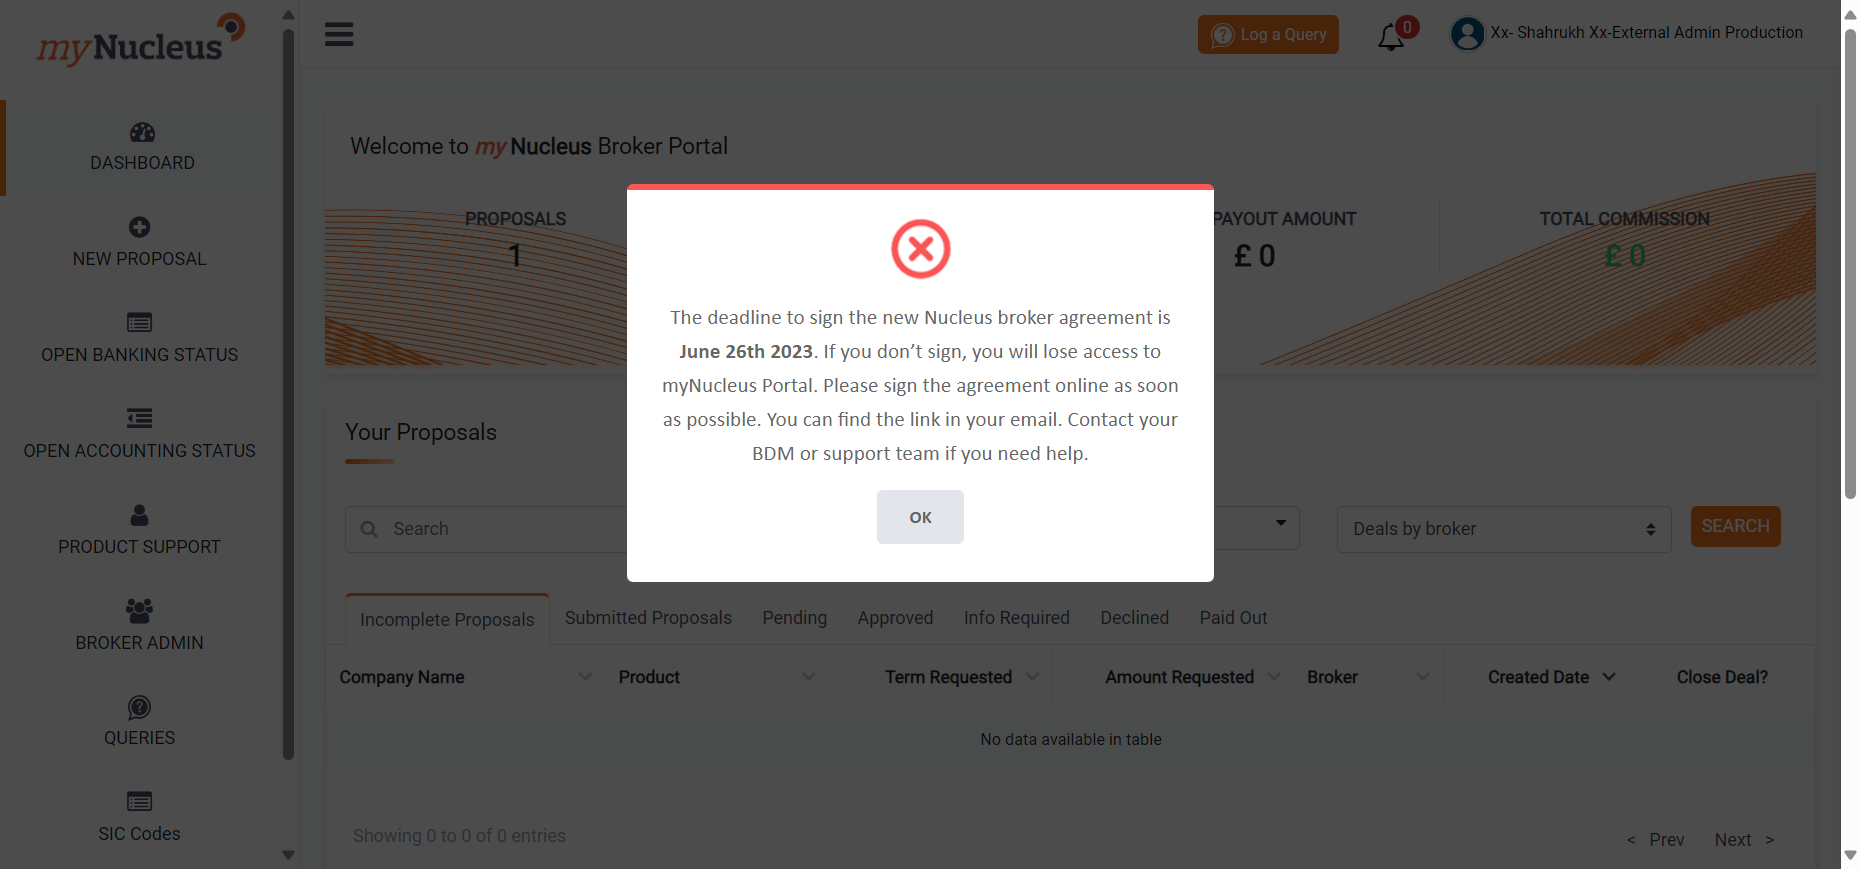 myNucleus
Log a Query
0
Xx- Shahrukh Xx-External Admin Production
DASHBOARD
NEW PROPOSAL
OPEN BANKING STATUS
OPEN ACCOUNTING STATUS
PRODUCT SUPPORT
BROKER ADMIN
QUERIES
SIC Codes
Welcome to my Nucleus Broker Portal
PROPOSALS
1
PAYOUT AMOUNT
£ 0
TOTAL COMMISSION
£ 0
The deadline to sign the new Nucleus broker agreement is
June 26th 2023. If you don’t sign, you will lose access to
myNucleus Portal. Please sign the agreement online as soon
as possible. You can find the link in your email. Contact your
BDM or support team if you need help.
OK
Your Proposals
Search
Deals by broker
SEARCH
Incomplete Proposals Submitted Proposals Pending Approved Info Required Declined Paid Out
Company Name Product Term Requested Amount Requested Broker Created Date Close Deal?
No data available in table
Showing 0 to 0 of 0 entries
< Prev Next >